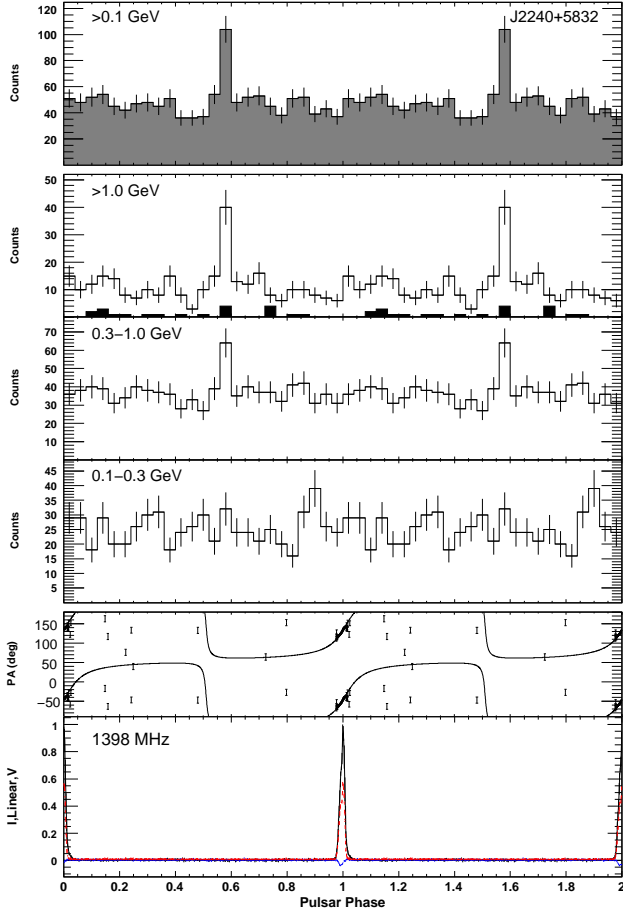 >0.1 GeV
J2240+5832
Counts
120
100
80
60
40
20
>1.0 GeV
Counts
50
40
30
20
10
0.3–1.0 GeV
Counts
70
60
50
40
30
20
10
0
0.1–0.3 GeV
Counts
45
40
35
30
25
20
15
10
5
PA (deg)
150
100
50
0
−50
1398 MHz
I,Linear,V
1
0.8
0.6
0.4
0.2
0
0 0.2 0.4 0.6 0.8 1 1.2 1.4 1.6 1.8 2
Pulsar Phase